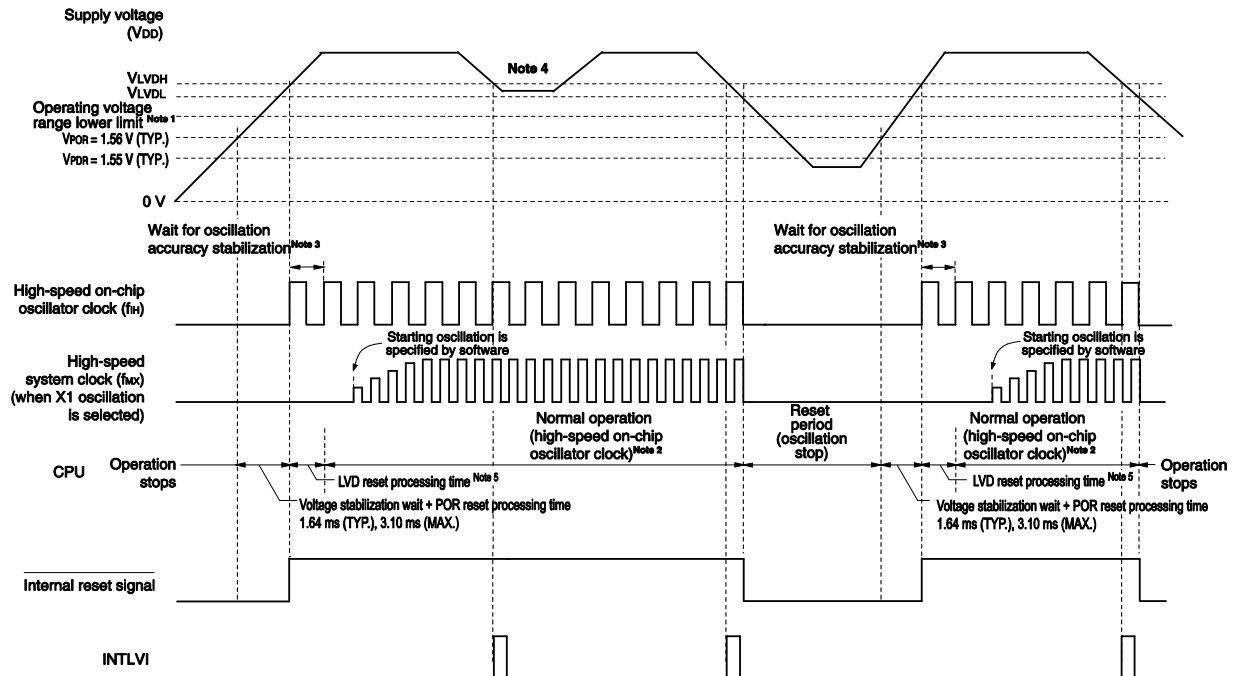 Supply voltage
(VDD)
Note 4
VLVDH
VLVDL
Operating voltage
range lower limit Note 1
VPOR = 1.56 V (TYP.)
VPDR = 1.55 V (TYP.)
0 V
Wait for oscillation
accuracy stabilization Note 3
Wait for oscillation
accuracy stabilization Note 3
High-speed on-chip
oscillator clock (fIH)
Starting oscillation is
specified by software
Starting oscillation is
specified by software
High-speed
system clock (fMX)
(when X1 oscillation
is selected)
Normal operation
(high-speed on-chip
oscillator clock) Note 2
Reset
period
(oscillation
stop)
Normal operation
(high-speed on-chip
oscillator clock) Note 2
CPU
Operation
stops
Operation
stops
LVD reset processing time Note 5
LVD reset processing time Note 5
Voltage stabilization wait + POR reset processing time
1.64 ms (TYP.), 3.10 ms (MAX.)
Voltage stabilization wait + POR reset processing time
1.64 ms (TYP.), 3.10 ms (MAX.)
Internal reset signal
INTLVI